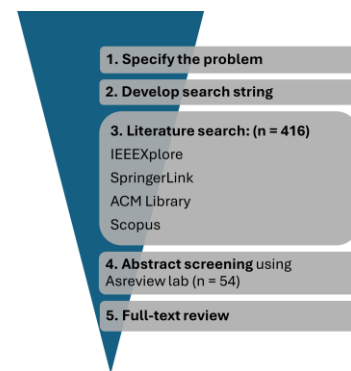 1. Specify the problem
2. Develop search string
3. Literature search: (n = 416)
IEEEXplore
SpringerLink
ACM Library
Scopus
4. Abstract screening using
Asreview lab (n = 54)
5. Full-text review